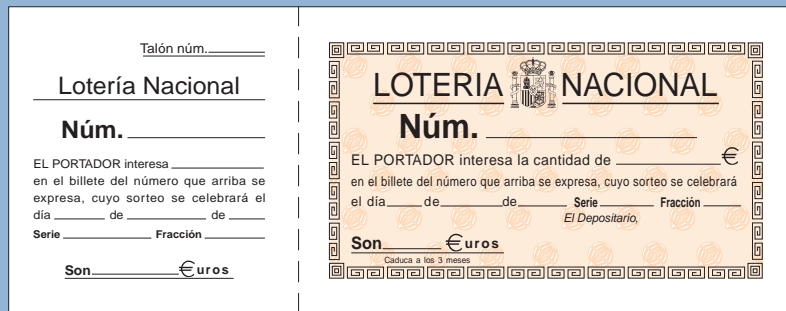 Talón núm.
Lotería Nacional
Núm.
EL PORTADOR interesa
en el billete del número que arriba se
expresa, cuyo sorteo se celebrará el
día de de
Serie Fracción
Son €uros
LOTERIA NACIONAL
Núm.
EL PORTADOR interesa la cantidad de €
en el billete del número que arriba se expresa, cuyo sorteo se celebrará
el día de de Serie Fracción
El Depositario,
Son €uros
Caduca a los 3 meses